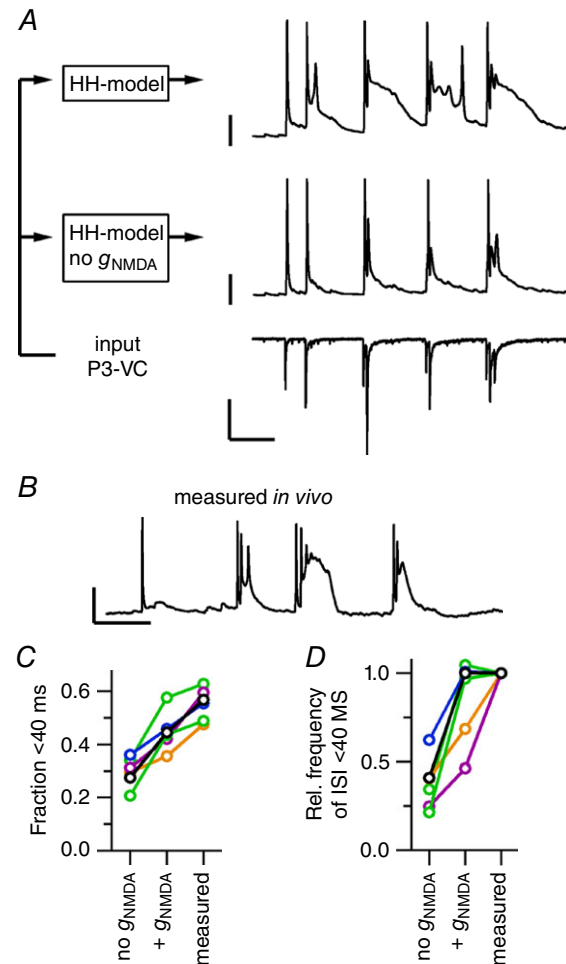 A
HH-model
HH-model
no gNMDA
input
P3-VC
B
measured in vivo
C
D
Fraction <40 ms
0.6
0.4
0.2
0.0
no gNMDA
+ gNMDA
measured
Rel. frequency
of ISI <40 MS
1.0
0.5
0.0
no gNMDA
+ gNMDA
measured